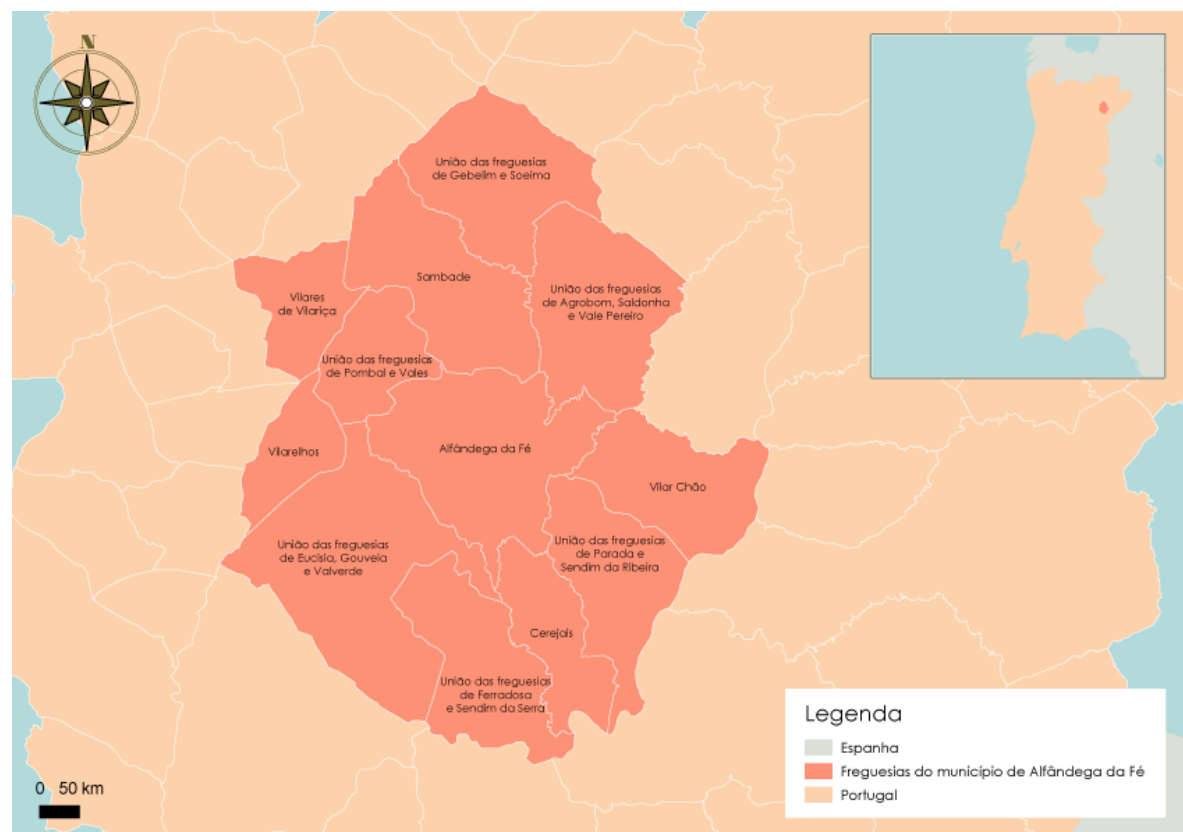 N
União das freguesias
de Gebelim e Soeima
Sambade
União das freguesias
de Agrobom, Saldonha
e Vale Pereiro
Vilares
de Vilariça
União das freguesias
de Pombal e Vales
Alfândega da Fé
Vilarelhos
Vilar Chão
União das freguesias
de Eucisia, Gouveia
e Valverde
União das freguesias
de Parada e
Sendim da Ribeira
Cerejais
União das freguesias
de Ferradosa
e Sendim da Serra
Legenda
Espanha
Freguesias do município de Alfândega da Fé
Portugal
0 50 km